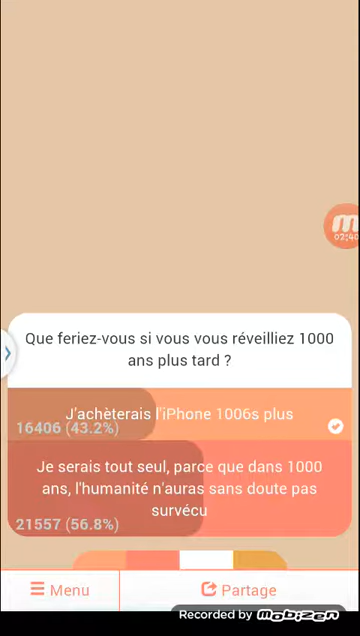 02:40
Que feriez-vous si vous vous réveilliez 1000
ans plus tard ?
J'achèterais l'iPhone 1006s plus
16406 (43.2%)
Je serais tout seul, parce que dans 1000
ans, l'humanité n'auras sans doute pas
survécu
21557 (56.8%)
Menu
Partage
Recorded by mobizen